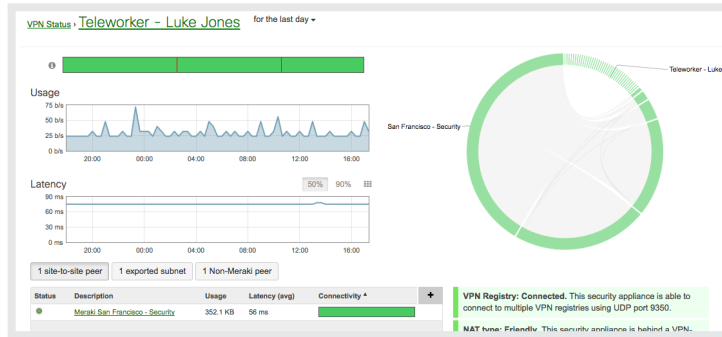 VPN Status › Teleworker - Luke Jones for the last day
Usage
75 b/s
50 b/s
25 b/s
0 b/s
20:00 00:00 04:00 08:00 12:00 16:00
Latency
50% 90%
90 ms
60 ms
30 ms
0 ms
20:00 00:00 04:00 08:00 12:00 16:00
1 site-to-site peer 1 exported subnet 1 Non-Meraki peer
Status Description Usage Latency (avg) Connectivity +
Meraki San Francisco - Security 352.1 KB 56 ms
Teleworker - Luke
San Francisco - Security
VPN Registry: Connected. This security appliance is able to
connect to multiple VPN registries using UDP port 9350.
NAT type: Friendly. This security appliance is behind a VPN-